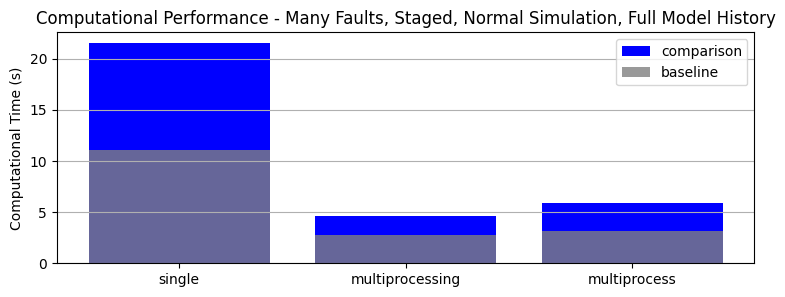 Computational Performance - Many Faults, Staged, Normal Simulation, Full Model History
Computational Time (s)
20
15
10
5
0
comparison
baseline
single
multiprocessing
multiprocess